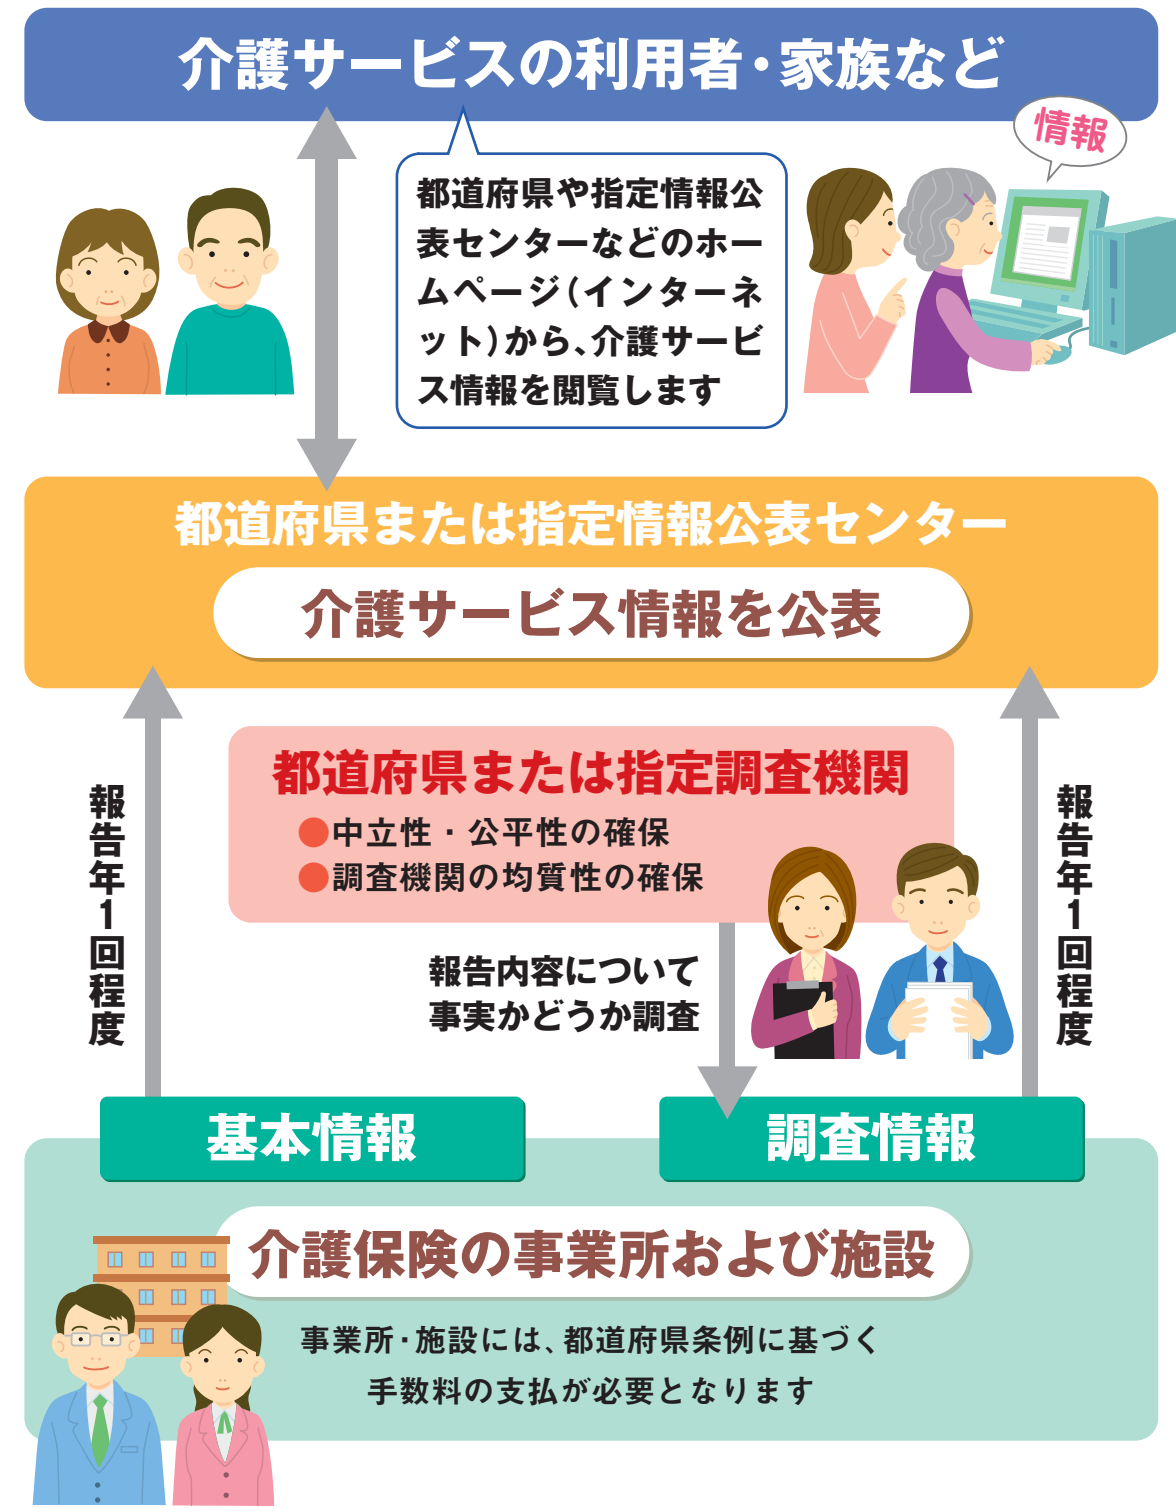 介護サービスの利用者・家族など
情報
都道府県や指定情報公
表センターなどのホー
ムページ（インターネ
ット）から、介護サービ
ス情報を閲覧します
都道府県または指定情報公表センター
介護サービス情報を公表
報告年1回程度
都道府県または指定調査機関
●中立性・公平性の確保
●調査機関の均質性の確保
報告年1回程度
報告内容について
事実かどうか調査
基本情報
調査情報
介護保険の事業所および施設
事業所・施設には、都道府県条例に基づく
手数料の支払が必要となります